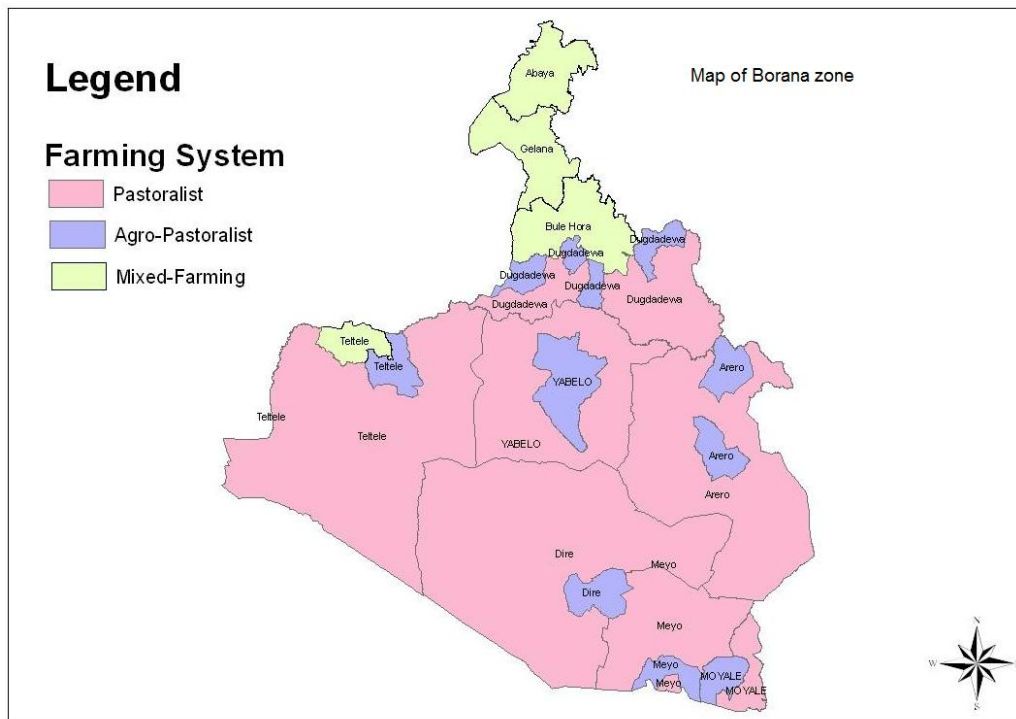 Legend
Map of Borana zone
Farming System
Pastoralist
Agro-Pastoralist
Mixed-Farming
Abaya
Gelana
Bule Hora
Dugdadewa
Dugdadewa
Dugdadewa
Dugdadewa
Dugdadewa
Dugdadewa
Teltele
Teltele
Teltele
Teltele
YABELO
YABELO
Arero
Arero
Arero
Dire
Dire
Meyo
Meyo
Meyo
Meyo
MOYALE
MOYALE
N
W
S